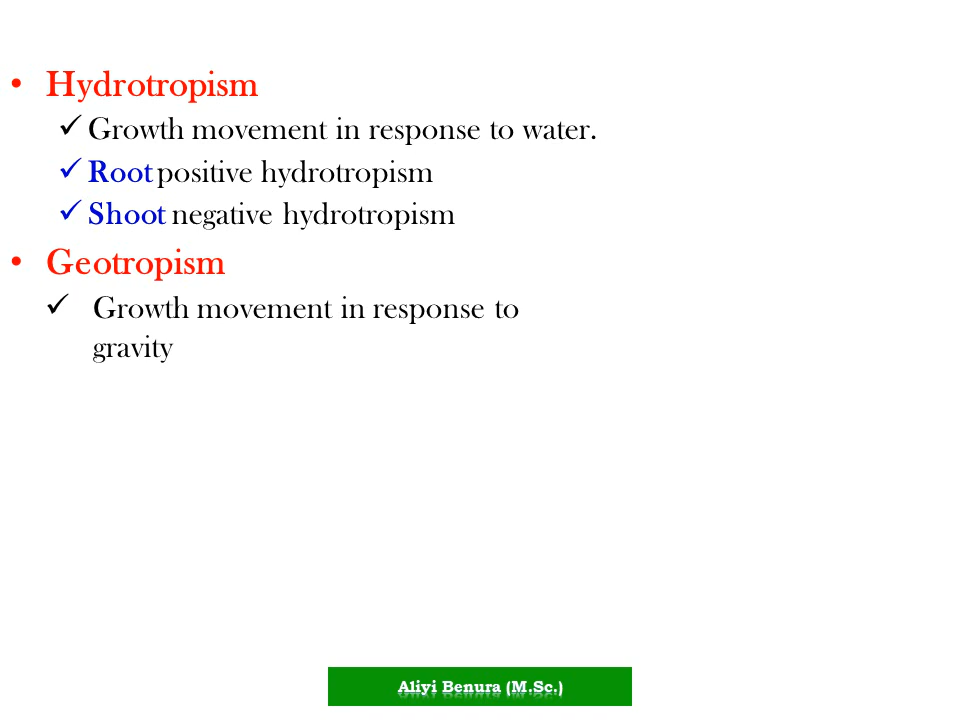 • Hydrotropism
✓ Growth movement in response to water.
✓ Root positive hydrotropism
✓ Shoot negative hydrotropism
• Geotropism
✓ Growth movement in response to
gravity
Aliyi Benura (M.Sc.)